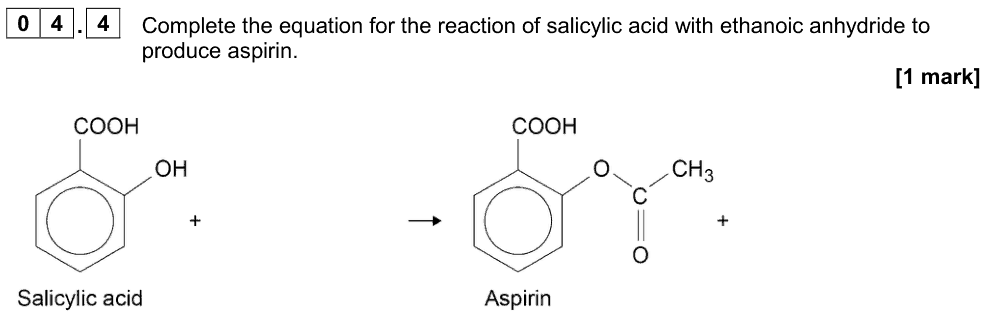 0 4 . 4 Complete the equation for the reaction of salicylic acid with ethanoic anhydride to
produce aspirin.
[1 mark]
COOH
OH
+
Salicylic acid
COOH
O
CH₃
C
O
+
Aspirin